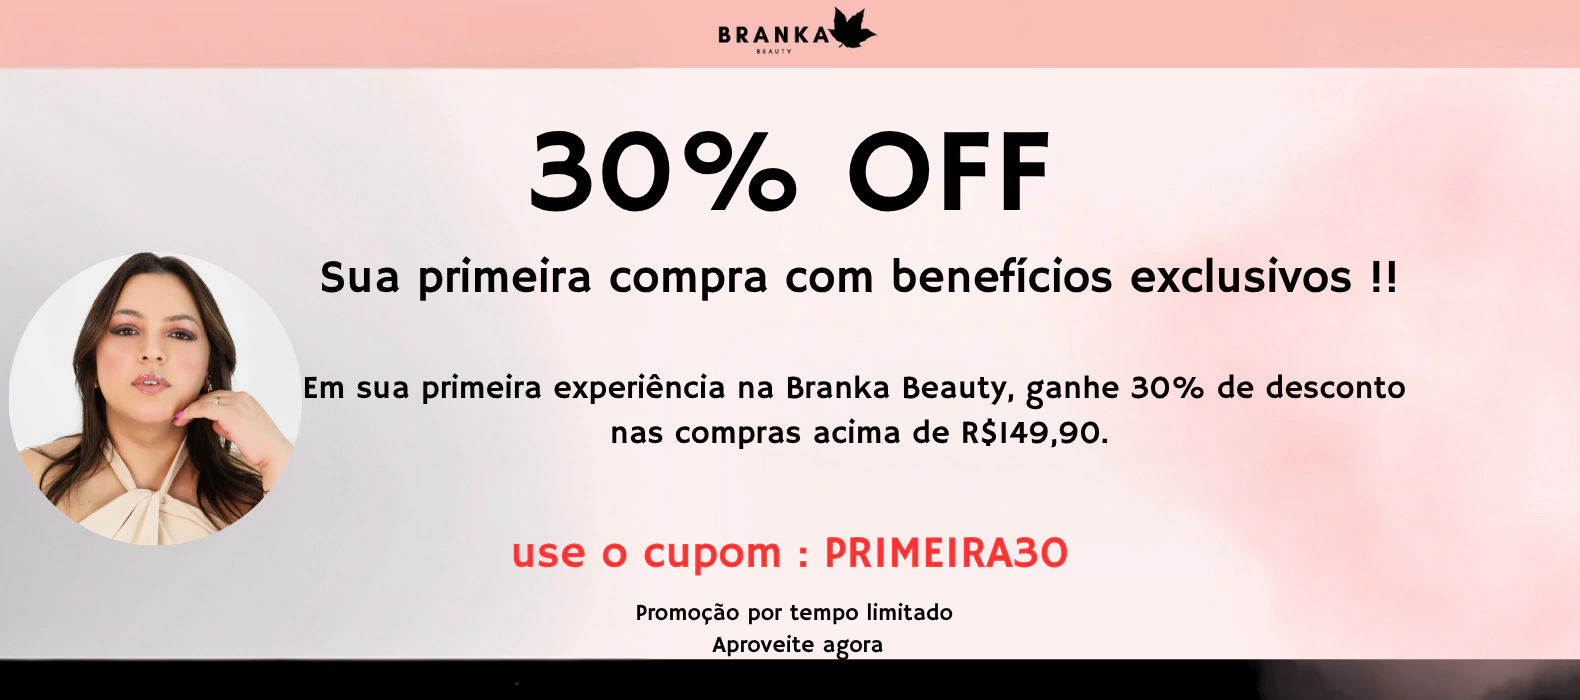 BRANKA
BEAUTY
30% OFF
Sua primeira compra com benefícios exclusivos !!
Em sua primeira experiência na Branka Beauty, ganhe 30% de desconto
nas compras acima de R$149,90.
use o cupom : PRIMEIRA30
Promoção por tempo limitado
Aproveite agora